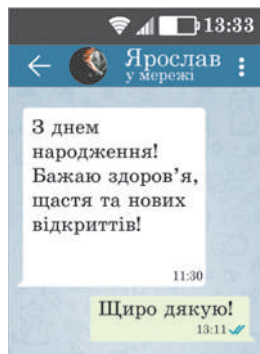 13:33
Ярослав
у мережі
З днем
народження!
Бажаю здоров’я,
щастя та нових
відкриттів!
11:30
Щиро дякую!
13:11